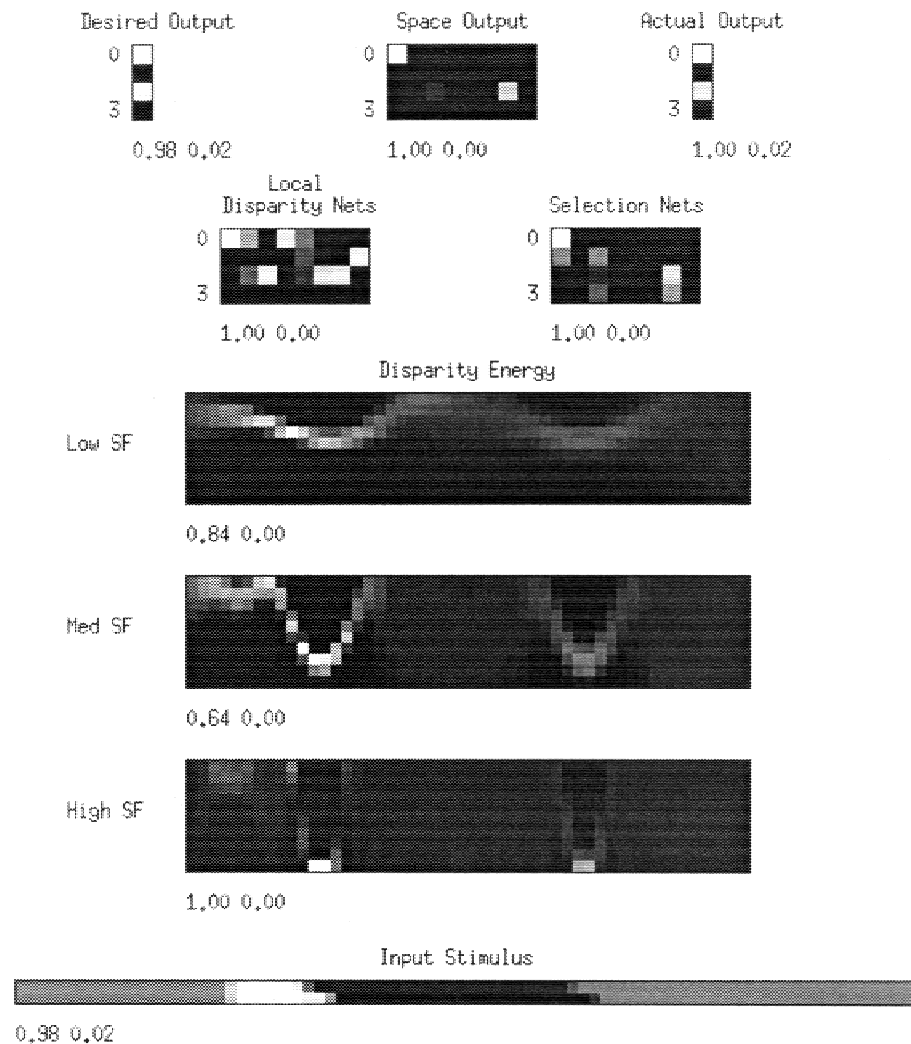 Desired Output Space Output Actual Output
0 0 0
3 3 3
0.98 0.02 1.00 0.00 1.00 0.02
Local
Disparity Nets Selection Nets
0 0
3 3
1.00 0.00 1.00 0.00
Disparity Energy
Low SF
0.84 0.00
Med SF
0.64 0.00
High SF
1.00 0.00
Input Stimulus
0.98 0.02